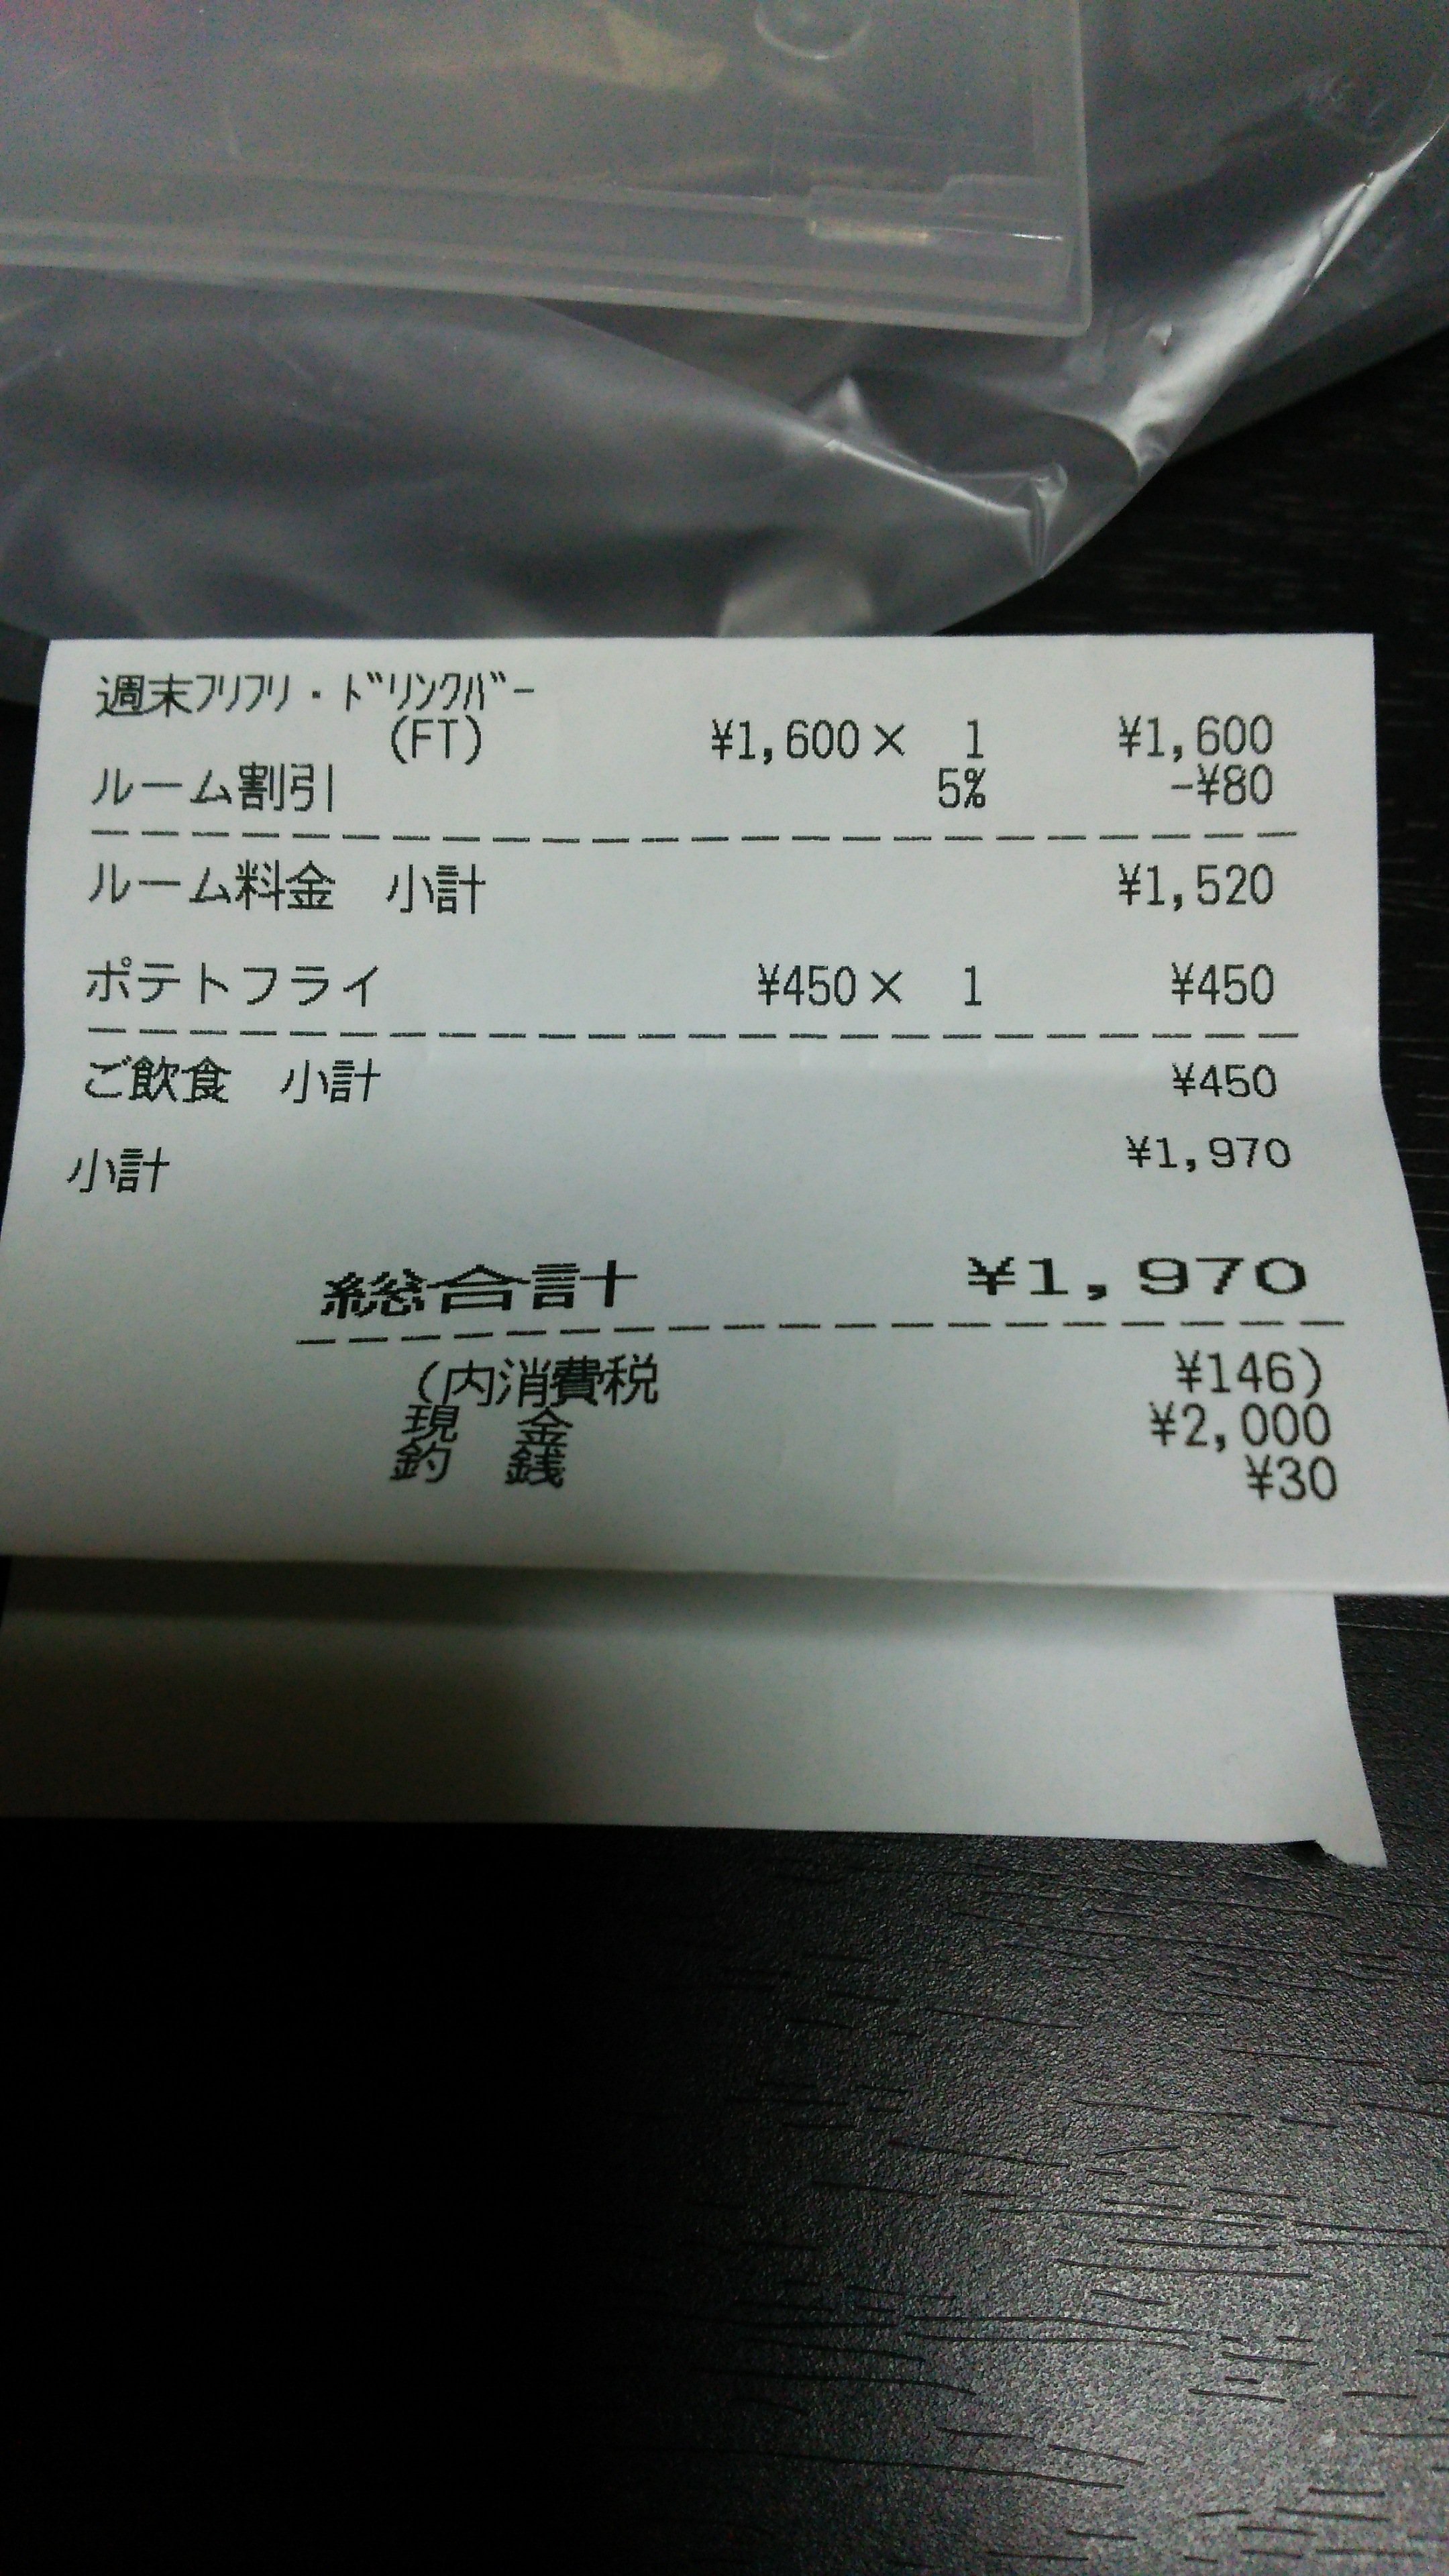 週末フリフリ・ドリンクバー
(FT) ¥1,600× 1 ¥1,600
ルーム割引 5% -¥80
ルーム料金 小計 ¥1,520
ポテトフライ ¥450× 1 ¥450
ご飲食 小計 ¥450
小計 ¥1,970
総合計 ¥1,970
(内消費税 ¥146)
現 金 ¥2,000
釣 銭 ¥30